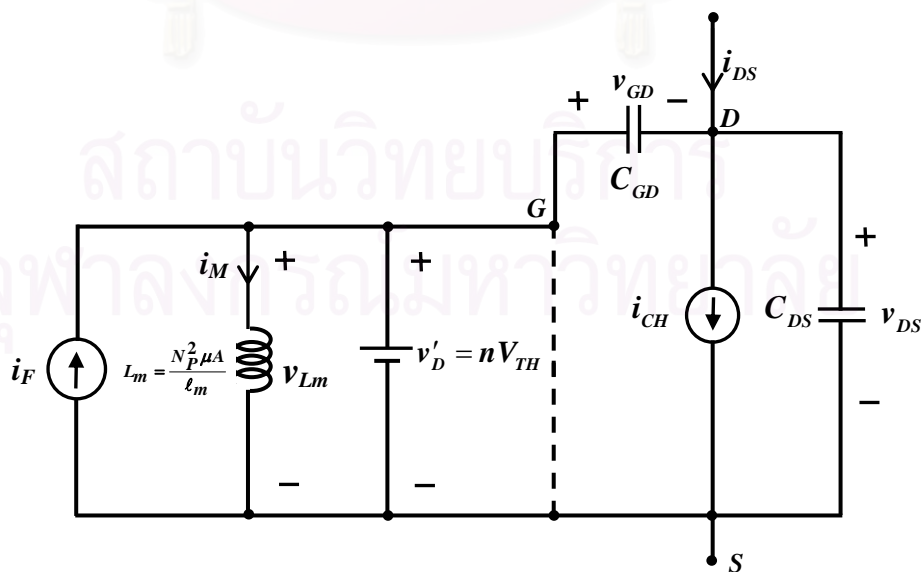 i_DS
v_GD
+ −
D
C_GD
สถาบันวิทยบริการ
G
จุฬาลงกรณ์มหาวิทยาลัย
i_M
+
+
+
i_CH
C_DS
v_DS
i_F
L_m = N_P^2 μA / ℓ_m
v_Lm
v′_D = nV_TH
−
−
−
S